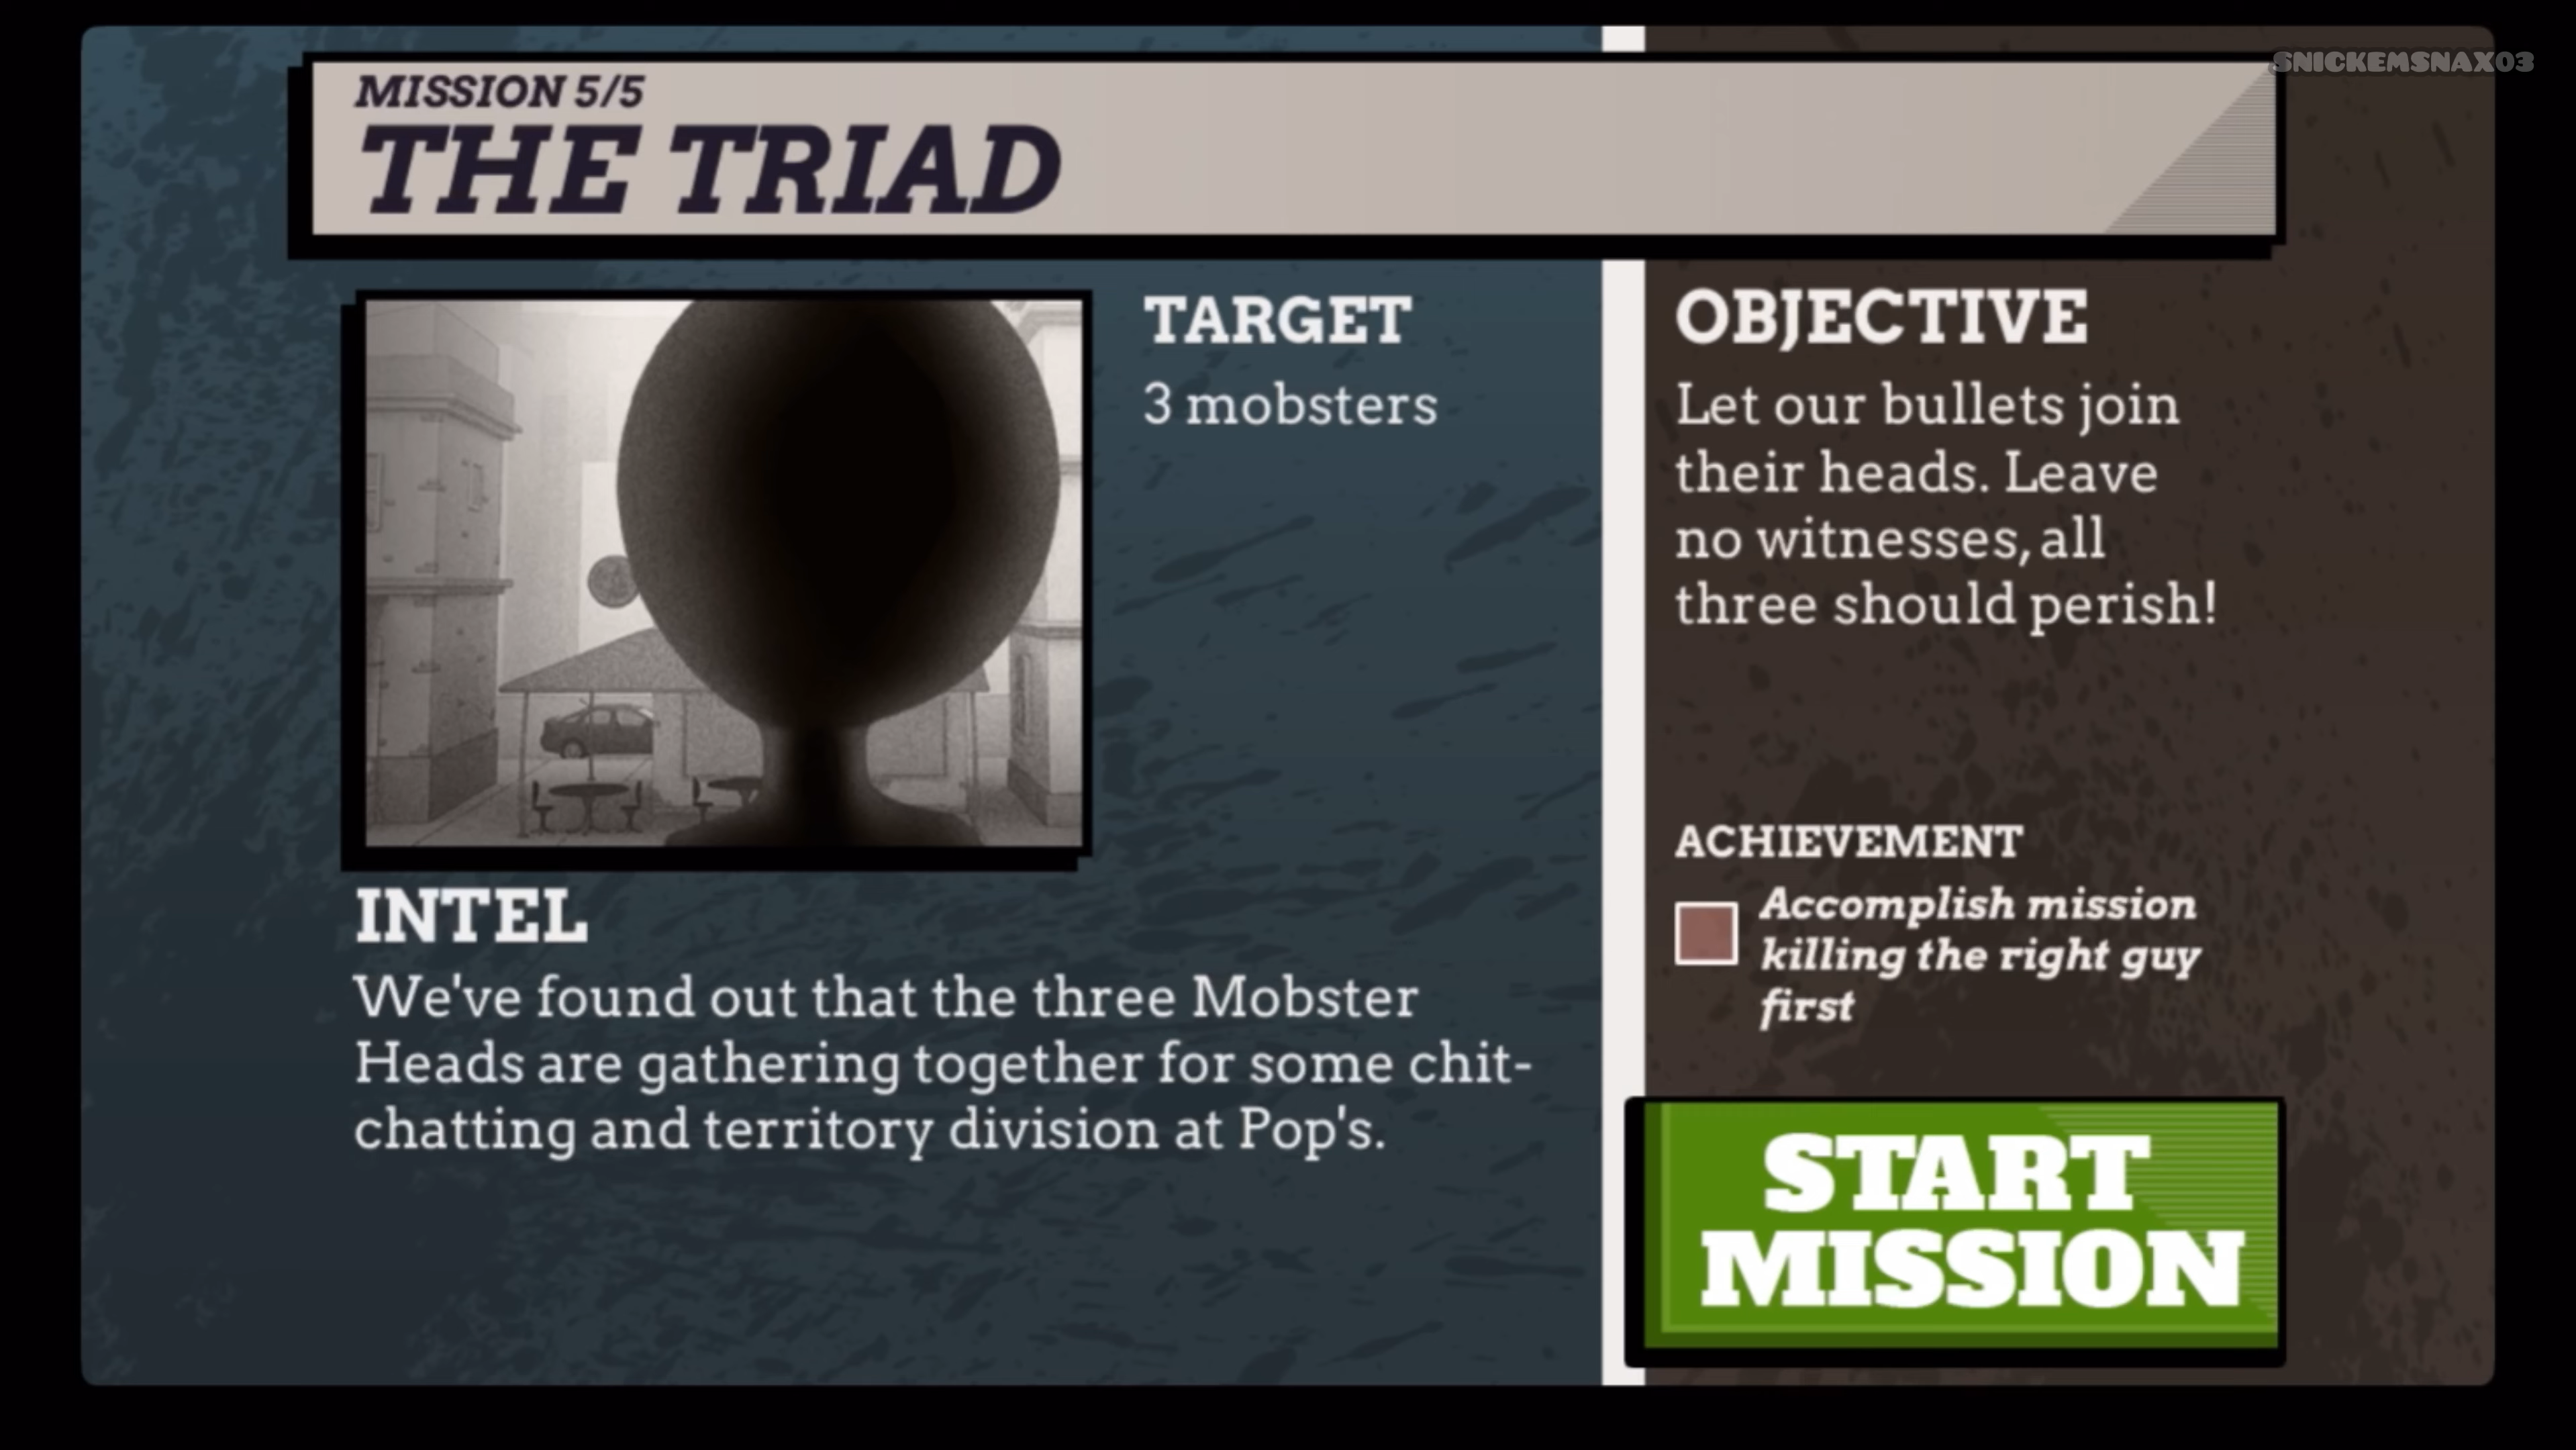 SNICKEMSNAX03
MISSION 5/5
THE TRIAD
TARGET
3 mobsters
INTEL
We've found out that the three Mobster
Heads are gathering together for some chit-
chatting and territory division at Pop's.
OBJECTIVE
Let our bullets join
their heads. Leave
no witnesses, all
three should perish!
ACHIEVEMENT
Accomplish mission
killing the right guy
first
START
MISSION